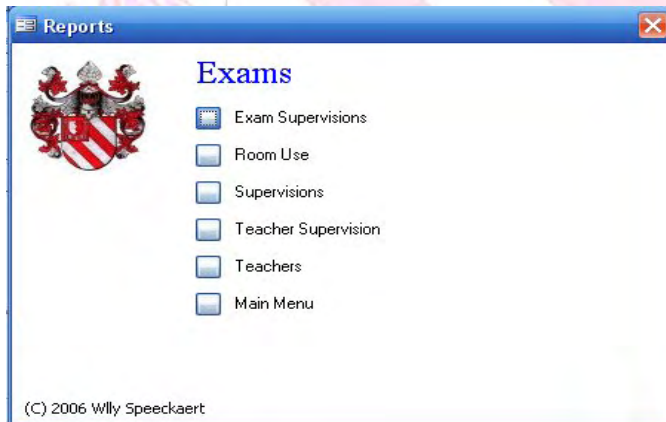 Reports
Exams
Exam Supervisions
Room Use
Supervisions
Teacher Supervision
Teachers
Main Menu
(C) 2006 Wlly Speeckaert